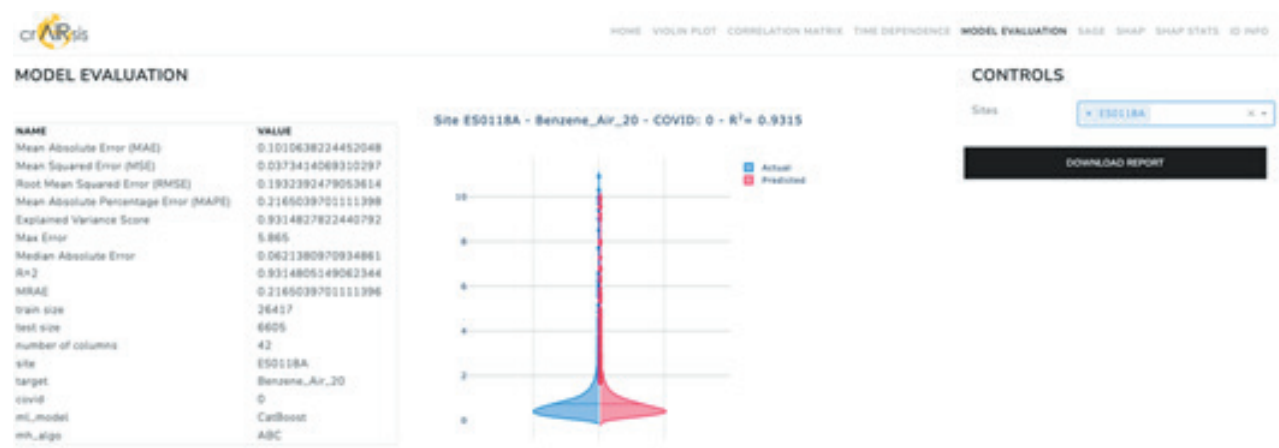 crAIRsis
HOME VIOLIN PLOT CORRELATION MATRIX TIME DEPENDENCE MODEL EVALUATION SAGE SHAP SHAP STATS ID INFO
MODEL EVALUATION
CONTROLS
Sites
× ES0118A
DOWNLOAD REPORT
NAME VALUE
Mean Absolute Error (MAE) 0.1010638224452048
Mean Squared Error (MSE) 0.0373414069310297
Root Mean Squared Error (RMSE) 0.1932392479053614
Mean Absolute Percentage Error (MAPE) 0.2165039701111398
Explained Variance Score 0.9314827822440792
Max Error 5.865
Median Absolute Error 0.0621380970934861
R^2 0.9314805149062344
MRAE 0.2165039701111396
train size 26417
test size 6605
number of columns 42
site ES0118A
target Benzene_Air_20
covid 0
ml_model CatBoost
mh_algo ABC
Site ES0118A - Benzene_Air_20 - COVID: 0 - R²= 0.9315
Actual
Predicted
10
8
6
4
2
0